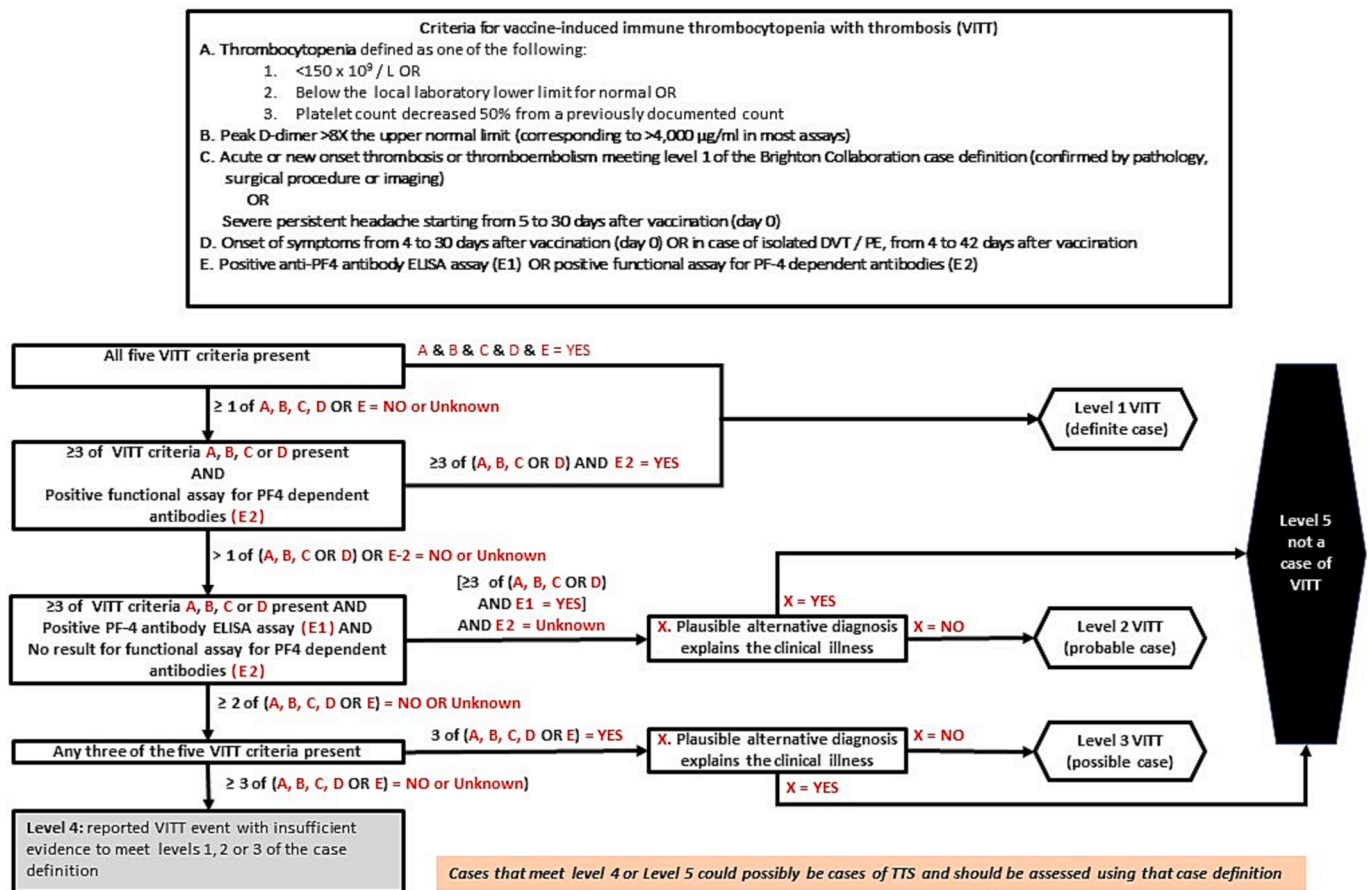 Criteria for vaccine-induced immune thrombocytopenia with thrombosis (VITT)
A. Thrombocytopenia defined as one of the following:
1. <150 x 10⁹ / L OR
2. Below the local laboratory lower limit for normal OR
3. Platelet count decreased 50% from a previously documented count
B. Peak D-dimer >8X the upper normal limit (corresponding to >4,000 µg/ml in most assays)
C. Acute or new onset thrombosis or thromboembolism meeting level 1 of the Brighton Collaboration case definition (confirmed by pathology,
surgical procedure or imaging)
OR
Severe persistent headache starting from 5 to 30 days after vaccination (day 0)
D. Onset of symptoms from 4 to 30 days after vaccination (day 0) OR in case of isolated DVT / PE, from 4 to 42 days after vaccination
E. Positive anti-PF4 antibody ELISA assay (E1) OR positive functional assay for PF-4 dependent antibodies (E2)
All five VITT criteria present
A & B & C & D & E = YES
≥ 1 of A, B, C, D OR E = NO or Unknown
Level 1 VITT
(definite case)
≥3 of VITT criteria A, B, C or D present
AND
Positive functional assay for PF4 dependent
antibodies (E2)
≥3 of (A, B, C OR D) AND E2 = YES
Level 5
not a
case of
VITT
> 1 of (A, B, C OR D) OR E-2 = NO or Unknown
≥3 of VITT criteria A, B, C or D present AND
Positive PF-4 antibody ELISA assay (E1) AND
No result for functional assay for PF4 dependent
antibodies (E2)
[≥3 of (A, B, C OR D)
AND E1 = YES]
AND E2 = Unknown
X. Plausible alternative diagnosis
explains the clinical illness
X = YES
X = NO
Level 2 VITT
(probable case)
≥ 2 of (A, B, C, D OR E) = NO OR Unknown
Any three of the five VITT criteria present
3 of (A, B, C, D OR E) = YES
X. Plausible alternative diagnosis
explains the clinical illness
X = NO
X = YES
Level 3 VITT
(possible case)
≥ 3 of (A, B, C, D OR E) = NO or Unknown)
Level 4: reported VITT event with insufficient
evidence to meet levels 1, 2 or 3 of the case
definition
Cases that meet level 4 or Level 5 could possibly be cases of TTS and should be assessed using that case definition